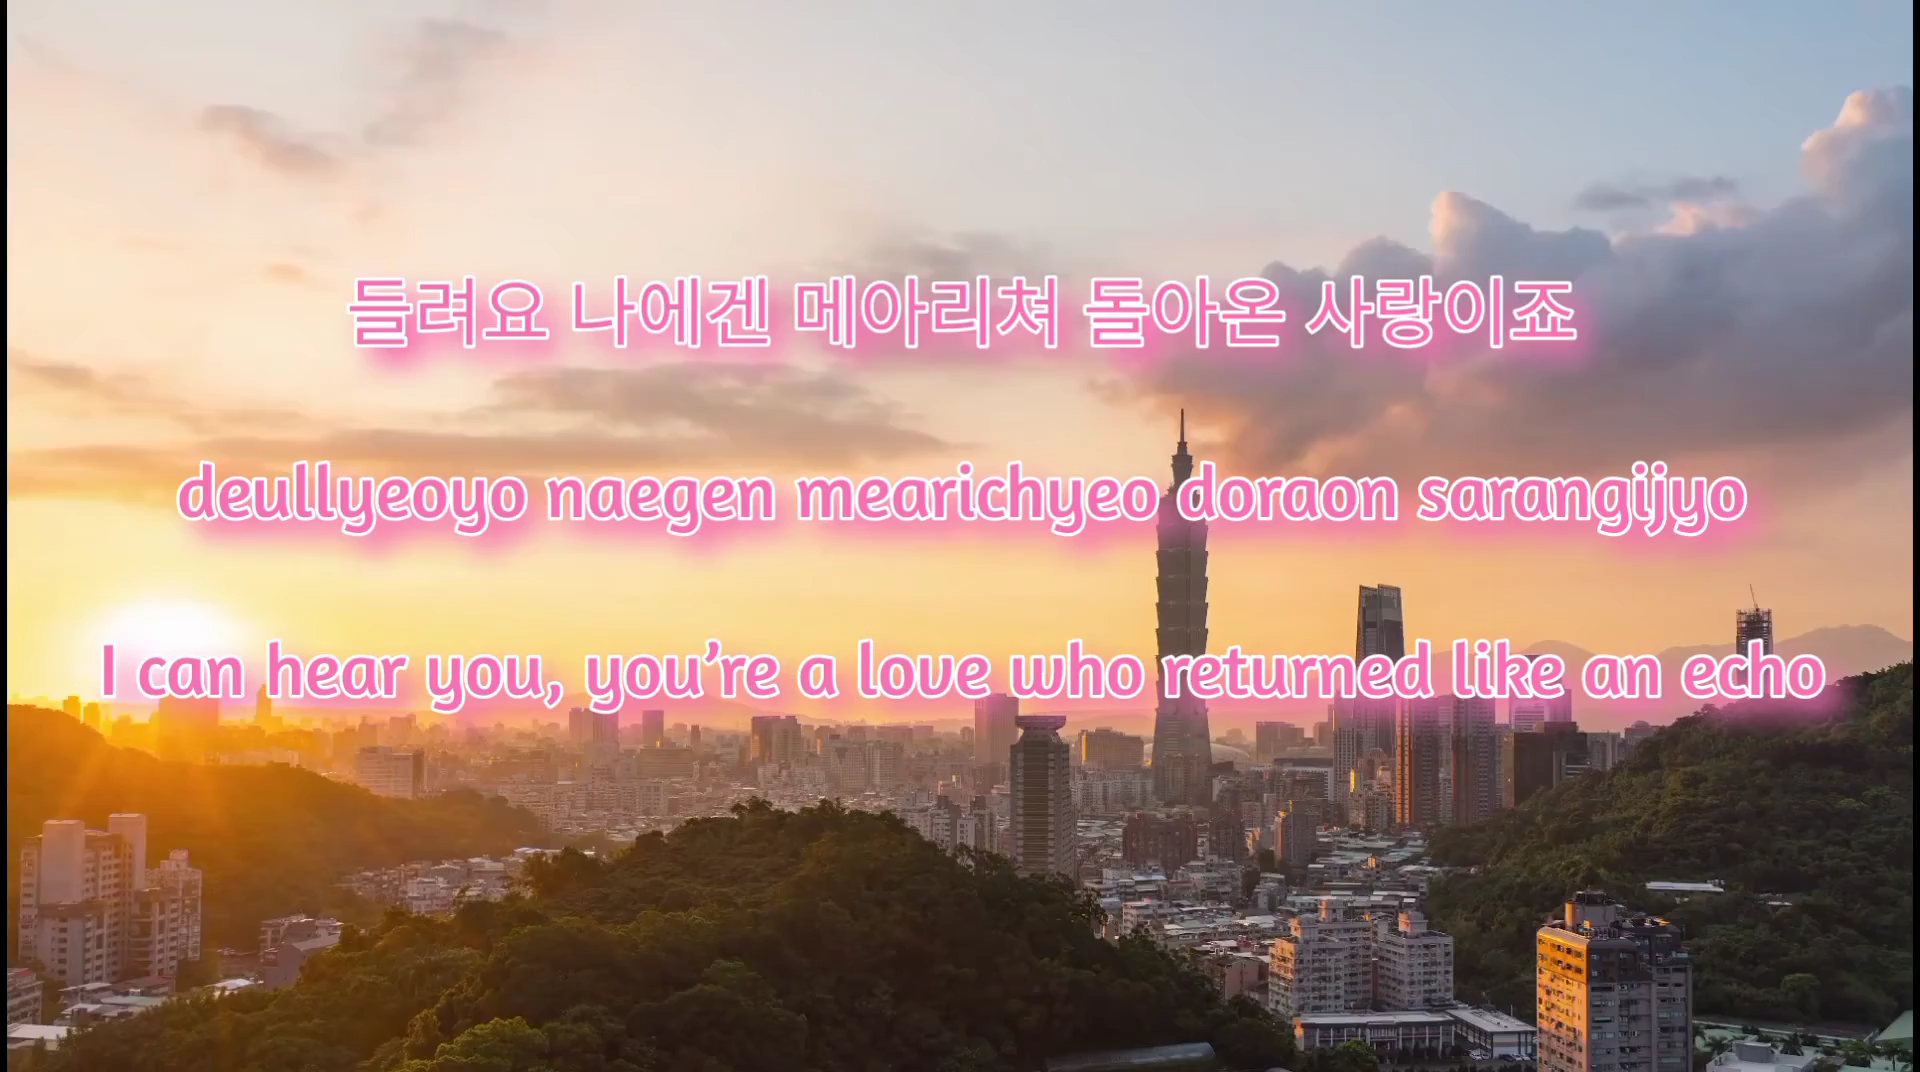 들려요 나에겐 메아리쳐 돌아온 사랑이죠
deullyeoyo naegen mearichyeo doraon sarangijyo
I can hear you, you’re a love who returned like an echo